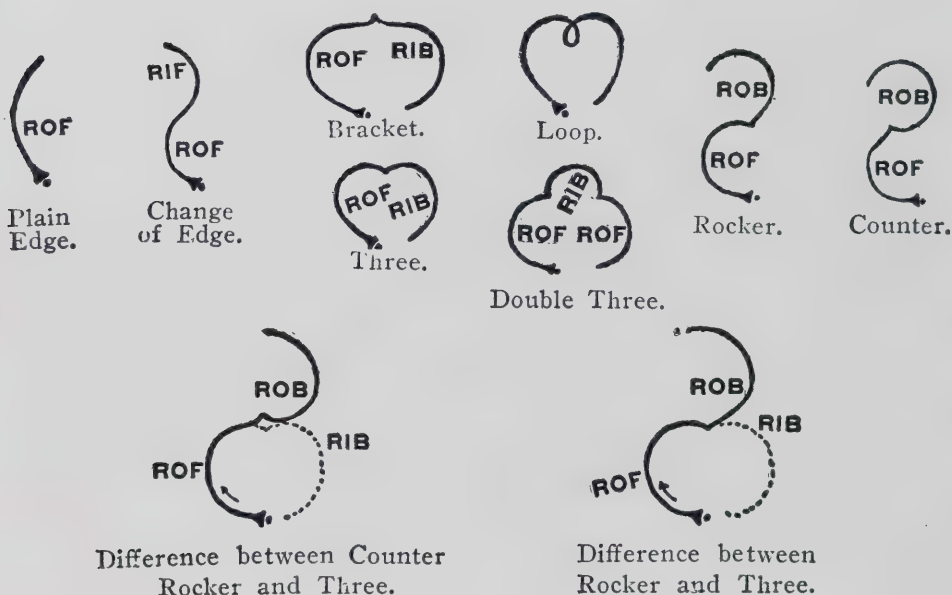 ROF
Plain
Edge.
RIF
ROF
Change
of Edge.
ROF RIB
Bracket.
ROF RIB
Three.
Loop.
RIB
ROF ROF
Double Three.
ROB
ROF
Rocker.
ROB
ROF
Counter.
ROB
RIB
ROF
Difference between Counter
Rocker and Three.
ROB
RIB
ROF
Difference between
Rocker and Three.